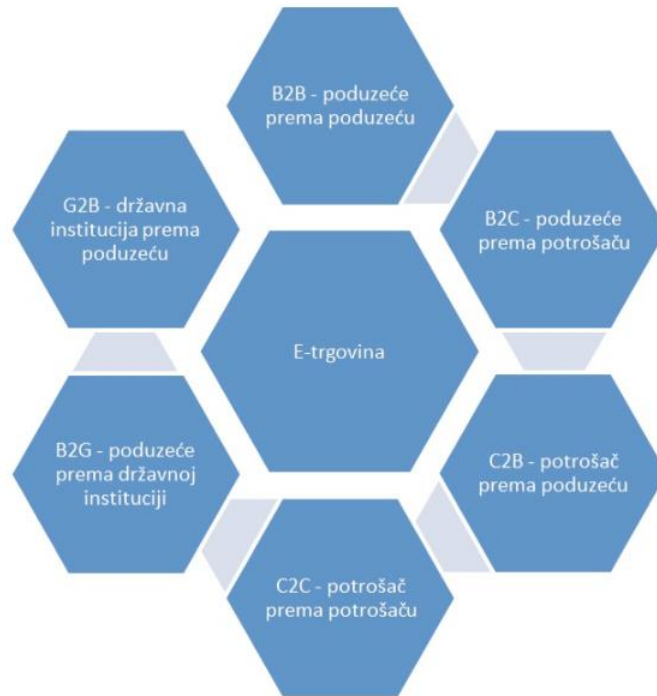 B2B - poduzeće
prema poduzeću
B2C - poduzeće
prema potrošaču
C2B - potrošač
prema poduzeću
C2C - potrošač
prema potrošaču
B2G - poduzeće
prema državnoj
instituciji
G2B - državna
institucija prema
poduzeću
E-trgovina